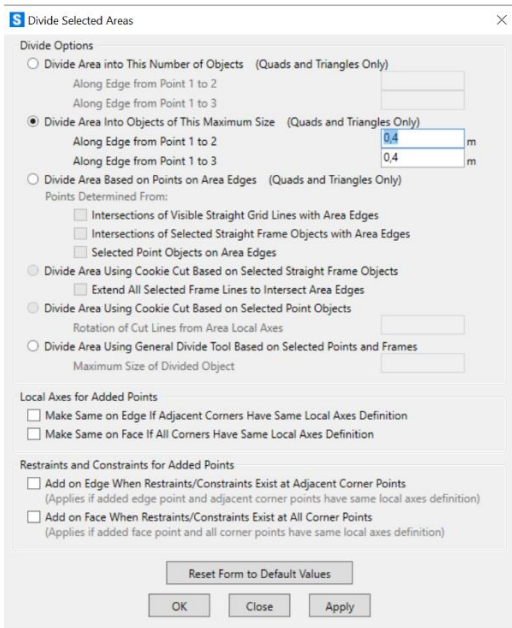 S Divide Selected Areas
Divide Options
Divide Area into This Number of Objects (Quads and Triangles Only)
Along Edge from Point 1 to 2
Along Edge from Point 1 to 3
Divide Area Into Objects of This Maximum Size (Quads and Triangles Only)
Along Edge from Point 1 to 2 0,4 m
Along Edge from Point 1 to 3 0,4 m
Divide Area Based on Points on Area Edges (Quads and Triangles Only)
Points Determined From:
Intersections of Visible Straight Grid Lines with Area Edges
Intersections of Selected Straight Frame Objects with Area Edges
Selected Point Objects on Area Edges
Divide Area Using Cookie Cut Based on Selected Straight Frame Objects
Extend All Selected Frame Lines to Intersect Area Edges
Divide Area Using Cookie Cut Based on Selected Point Objects
Rotation of Cut Lines from Area Local Axes
Divide Area Using General Divide Tool Based on Selected Points and Frames
Maximum Size of Divided Object
Local Axes for Added Points
Make Same on Edge If Adjacent Corners Have Same Local Axes Definition
Make Same on Face If All Corners Have Same Local Axes Definition
Restraints and Constraints for Added Points
Add on Edge When Restraints/Constraints Exist at Adjacent Corner Points
(Applies if added edge point and adjacent corner points have same local axes definition)
Add on Face When Restraints/Constraints Exist at All Corner Points
(Applies if added face point and all corner points have same local axes definition)
Reset Form to Default Values
OK Close Apply